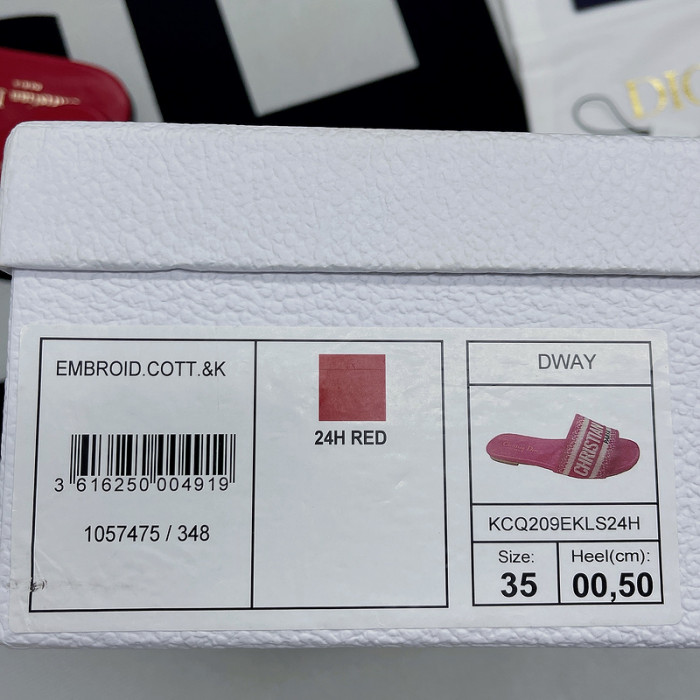 DIO
EMBROID.COTT.&K
3 616250 004919
1057475 / 348
24H RED
DWAY
CHRISTIAN
KCQ209EKLS24H
Size:
35
Heel(cm):
00,50